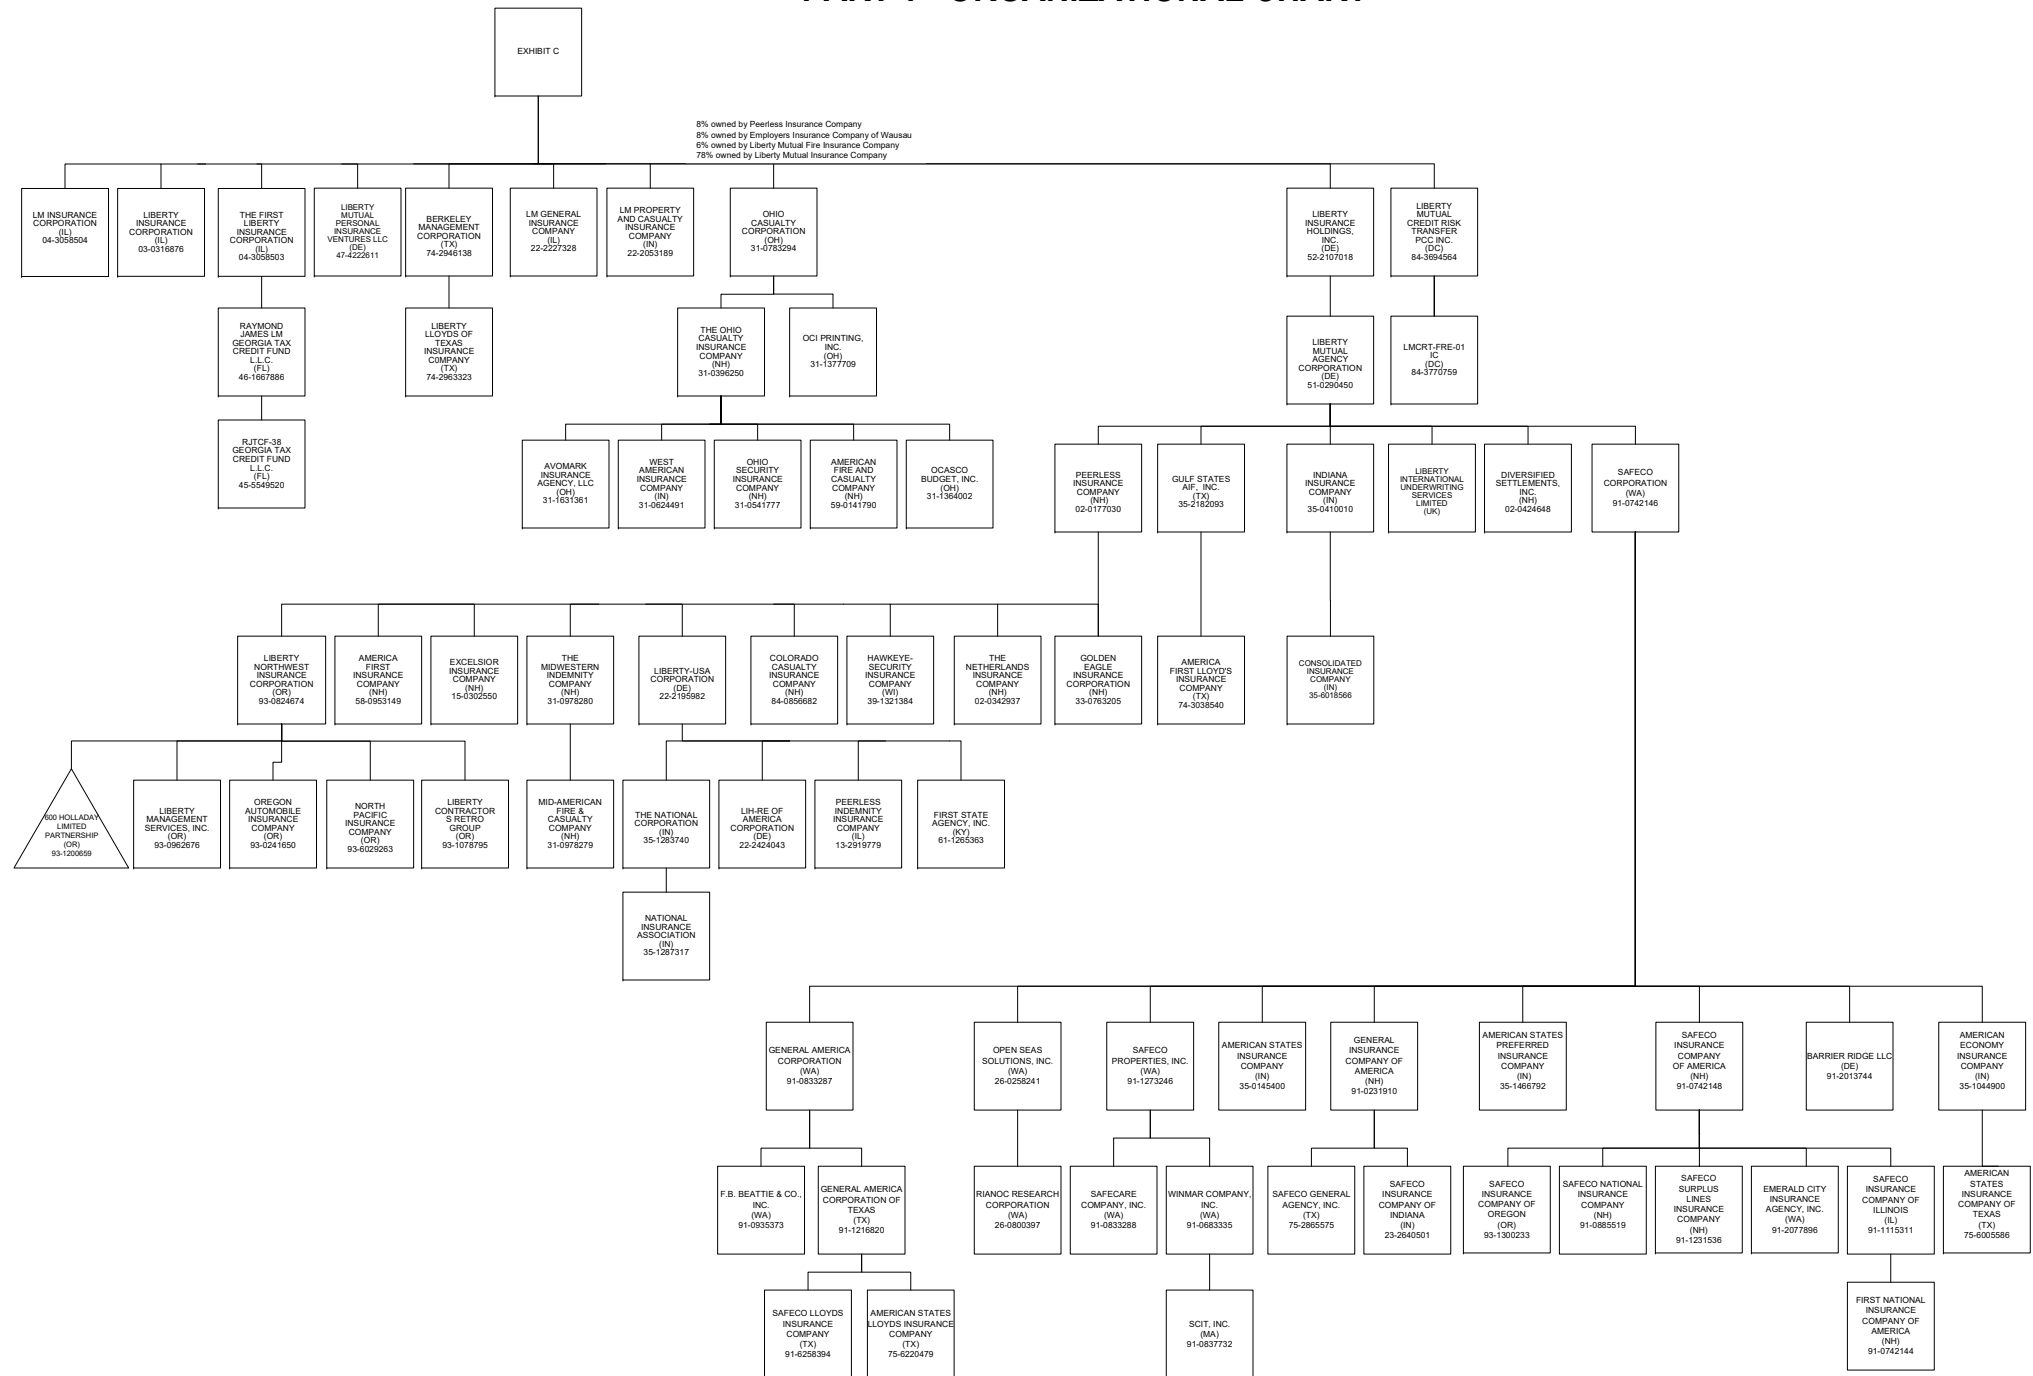 EXHIBIT C
8% owned by Peerless Insurance Company
8% owned by Employers Insurance Company of Wausau
6% owned by Liberty Mutual Fire Insurance Company
78% owned by Liberty Mutual Insurance Company
LM INSURANCE
CORPORATION
(IL)
04-3058504
LIBERTY
INSURANCE
CORPORATION
(IL)
03-0316876
THE FIRST
LIBERTY
INSURANCE
CORPORATION
(IL)
04-3058503
LIBERTY
MUTUAL
PERSONAL
INSURANCE
VENTURES LLC
(DE)
47-4222611
BERKELEY
MANAGEMENT
CORPORATION
(TX)
74-2946138
LM GENERAL
INSURANCE
COMPANY
(IL)
22-2227328
LM PROPERTY
AND CASUALTY
INSURANCE
COMPANY
(IN)
22-2053189
OHIO
CASUALTY
CORPORATION
(OH)
31-0783294
LIBERTY
INSURANCE
HOLDINGS,
INC.
(DE)
52-2107018
LIBERTY
MUTUAL
CREDIT RISK
TRANSFER
PCC INC.
(DC)
84-3694564
RAYMOND
JAMES LM
GEORGIA TAX
CREDIT FUND
L.L.C.
(FL)
46-1667886
LIBERTY
LLOYDS OF
TEXAS
INSURANCE
C0MPANY
(TX)
74-2963323
THE OHIO
CASUALTY
INSURANCE
COMPANY
(NH)
31-0396250
OCI PRINTING,
INC.
(OH)
31-1377709
LIBERTY
MUTUAL
AGENCY
CORPORATION
(DE)
51-0290450
LMCRT-FRE-01
IC
(DC)
84-3770759
RJTCF-38
GEORGIA TAX
CREDIT FUND
L.L.C.
(FL)
45-5549520
AVOMARK
INSURANCE
AGENCY, LLC
(OH)
31-1631361
WEST
AMERICAN
INSURANCE
COMPANY
(IN)
31-0624491
OHIO
SECURITY
INSURANCE
COMPANY
(NH)
31-0541777
AMERICAN
FIRE AND
CASUALTY
COMPANY
(NH)
59-0141790
OCASCO
BUDGET, INC.
(OH)
31-1364002
PEERLESS
INSURANCE
COMPANY
(NH)
02-0177030
GULF STATES
AIF, INC.
(TX)
35-2182093
INDIANA
INSURANCE
COMPANY
(IN)
35-0410010
LIBERTY
INTERNATIONAL
UNDERWRITING
SERVICES
LIMITED
(UK)
DIVERSIFIED
SETTLEMENTS,
INC.
(NH)
02-0424648
SAFECO
CORPORATION
(WA)
91-0742146
LIBERTY
NORTHWEST
INSURANCE
CORPORATION
(OR)
93-0824674
AMERICA
FIRST
INSURANCE
COMPANY
(NH)
58-0953149
EXCELSIOR
INSURANCE
COMPANY
(NH)
15-0302550
THE
MIDWESTERN
INDEMNITY
COMPANY
(NH)
31-0978280
LIBERTY-USA
CORPORATION
(DE)
22-2195982
COLORADO
CASUALTY
INSURANCE
COMPANY
(NH)
84-0856682
HAWKEYE-
SECURITY
INSURANCE
COMPANY
(WI)
39-1321384
THE
NETHERLANDS
INSURANCE
COMPANY
(NH)
02-0342937
GOLDEN
EAGLE
INSURANCE
CORPORATION
(NH)
33-0763205
AMERICA
FIRST LLOYD'S
INSURANCE
COMPANY
(TX)
74-3038540
CONSOLIDATED
INSURANCE
COMPANY
(IN)
35-6018566
600 HOLLADAY
LIMITED
PARTNERSHIP
(OR)
93-1200659
LIBERTY
MANAGEMENT
SERVICES, INC.
(OR)
93-0962676
OREGON
AUTOMOBILE
INSURANCE
COMPANY
(OR)
93-0241650
NORTH
PACIFIC
INSURANCE
COMPANY
(OR)
93-6029263
LIBERTY
CONTRACTOR
S RETRO
GROUP
(OR)
93-1078795
MID-AMERICAN
FIRE &
CASUALTY
COMPANY
(NH)
31-0978279
THE NATIONAL
CORPORATION
(IN)
35-1283740
LIH-RE OF
AMERICA
CORPORATION
(DE)
22-2424043
PEERLESS
INDEMNITY
INSURANCE
COMPANY
(IL)
13-2919779
FIRST STATE
AGENCY, INC.
(KY)
61-1265363
NATIONAL
INSURANCE
ASSOCIATION
(IN)
35-1287317
GENERAL AMERICA
CORPORATION
(WA)
91-0833287
OPEN SEAS
SOLUTIONS, INC.
(WA)
26-0258241
SAFECO
PROPERTIES, INC.
(WA)
91-1273246
AMERICAN STATES
INSURANCE
COMPANY
(IN)
35-0145400
GENERAL
INSURANCE
COMPANY OF
AMERICA
(NH)
91-0231910
AMERICAN STATES
PREFERRED
INSURANCE
COMPANY
(IN)
35-1466792
SAFECO
INSURANCE
COMPANY
OF AMERICA
(NH)
91-0742148
BARRIER RIDGE LLC
(DE)
91-2013744
AMERICAN
ECONOMY
INSURANCE
COMPANY
(IN)
35-1044900
F.B. BEATTIE & CO.,
INC.
(WA)
91-0935373
GENERAL AMERICA
CORPORATION OF
TEXAS
(TX)
91-1216820
RIANOC RESEARCH
CORPORATION
(WA)
26-0800397
SAFECARE
COMPANY, INC.
(WA)
91-0833288
WINMAR COMPANY,
INC.
(WA)
91-0683335
SAFECO GENERAL
AGENCY, INC.
(TX)
75-2865575
SAFECO
INSURANCE
COMPANY OF
INDIANA
(IN)
23-2640501
SAFECO
INSURANCE
COMPANY OF
OREGON
(OR)
93-1300233
SAFECO NATIONAL
INSURANCE
COMPANY
(NH)
91-0885519
SAFECO
SURPLUS
LINES
INSURANCE
COMPANY
(NH)
91-1231536
EMERALD CITY
INSURANCE
AGENCY, INC.
(WA)
91-2077896
SAFECO
INSURANCE
COMPANY OF
ILLINOIS
(IL)
91-1115311
AMERICAN
STATES
INSURANCE
COMPANY OF
TEXAS
(TX)
75-6005586
SAFECO LLOYDS
INSURANCE
COMPANY
(TX)
91-6258394
AMERICAN STATES
LLOYDS INSURANCE
COMPANY
(TX)
75-6220479
SCIT, INC.
(MA)
91-0837732
FIRST NATIONAL
INSURANCE
COMPANY OF
AMERICA
(NH)
91-0742144